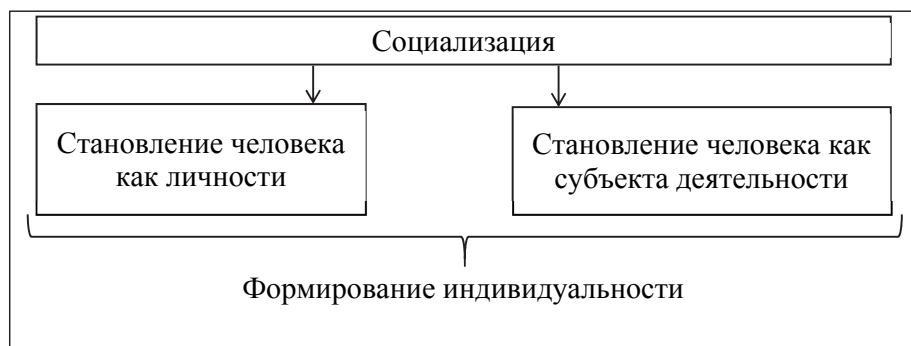 Социализация
Становление человека
как личности
Становление человека как
субъекта деятельности
Формирование индивидуальности